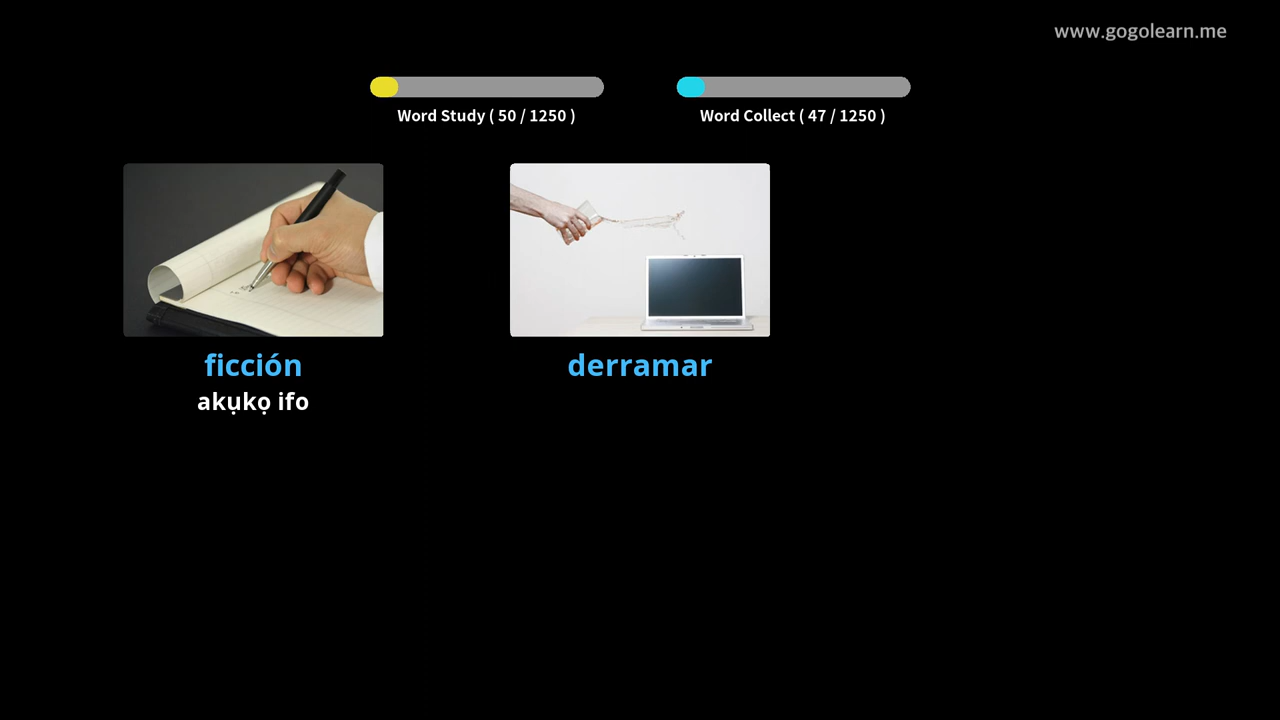 www.gogolearn.me
Word Study ( 50 / 1250 )
Word Collect ( 47 / 1250 )
ficción
akụkọ ifo
derramar